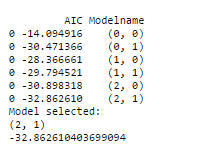 AIC Modelname
0 -14.094916 (0, 0)
0 -30.471366 (0, 1)
0 -28.366661 (1, 0)
0 -29.794521 (1, 1)
0 -30.898318 (2, 0)
0 -32.862610 (2, 1)
Model selected:
(2, 1)
-32.862610403699094